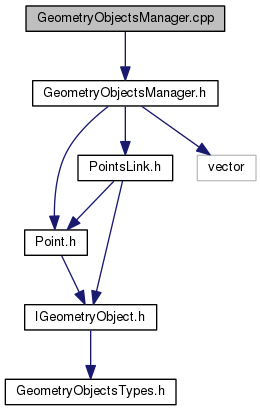 GeometryObjectsManager.cpp
GeometryObjectsManager.h
PointsLink.h
vector
Point.h
IGeometryObject.h
GeometryObjectsTypes.h